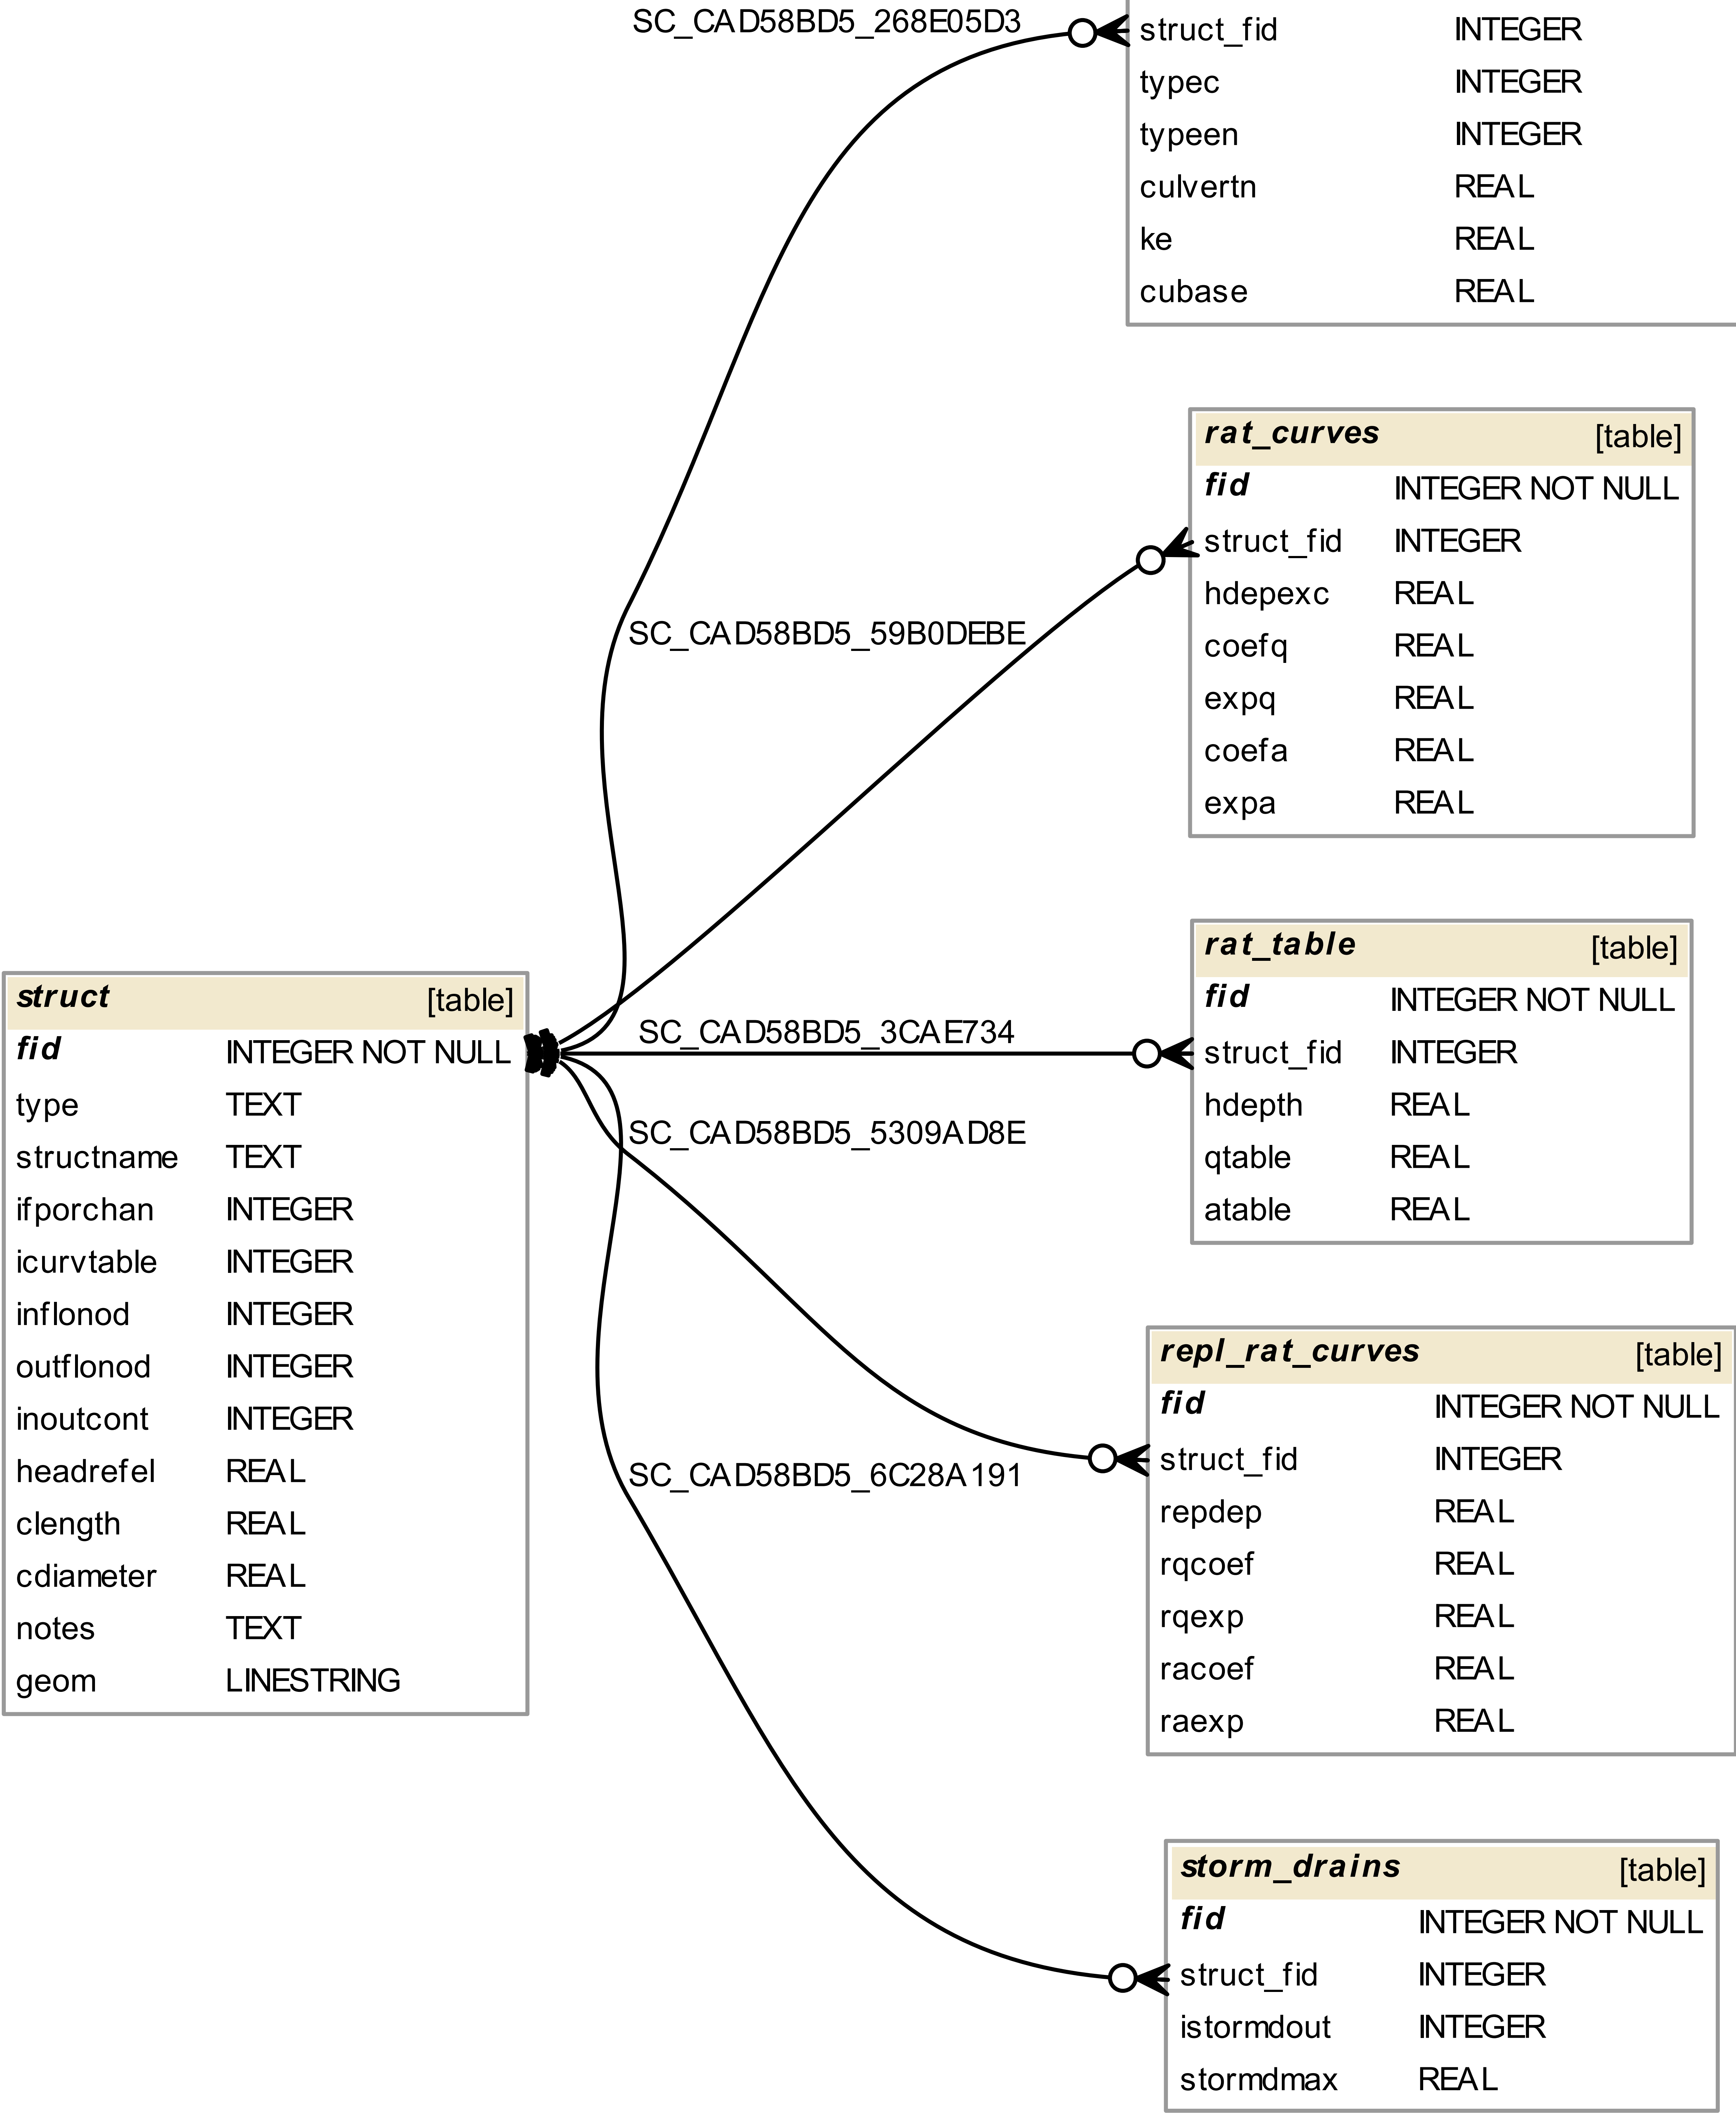 SC_CAD58BD5_268E05D3
struct_fid INTEGER
typec INTEGER
typeen INTEGER
culvertn REAL
ke REAL
cubase REAL
rat_curves [table]
fid INTEGER NOT NULL
struct_fid INTEGER
hdepexc REAL
coefq REAL
expq REAL
coefa REAL
expa REAL
SC_CAD58BD5_59B0DEBE
rat_table [table]
fid INTEGER NOT NULL
struct_fid INTEGER
hdepth REAL
qtable REAL
atable REAL
SC_CAD58BD5_3CAE734
struct [table]
fid INTEGER NOT NULL
type TEXT
structname TEXT
ifporchan INTEGER
icurvtable INTEGER
inflonod INTEGER
outflonod INTEGER
inoutcont INTEGER
headrefel REAL
clength REAL
cdiameter REAL
notes TEXT
geom LINESTRING
SC_CAD58BD5_5309AD8E
repl_rat_curves [table]
fid INTEGER NOT NULL
struct_fid INTEGER
repdep REAL
rqcoef REAL
rqexp REAL
racoef REAL
raexp REAL
SC_CAD58BD5_6C28A191
storm_drains [table]
fid INTEGER NOT NULL
struct_fid INTEGER
istormdout INTEGER
stormdmax REAL